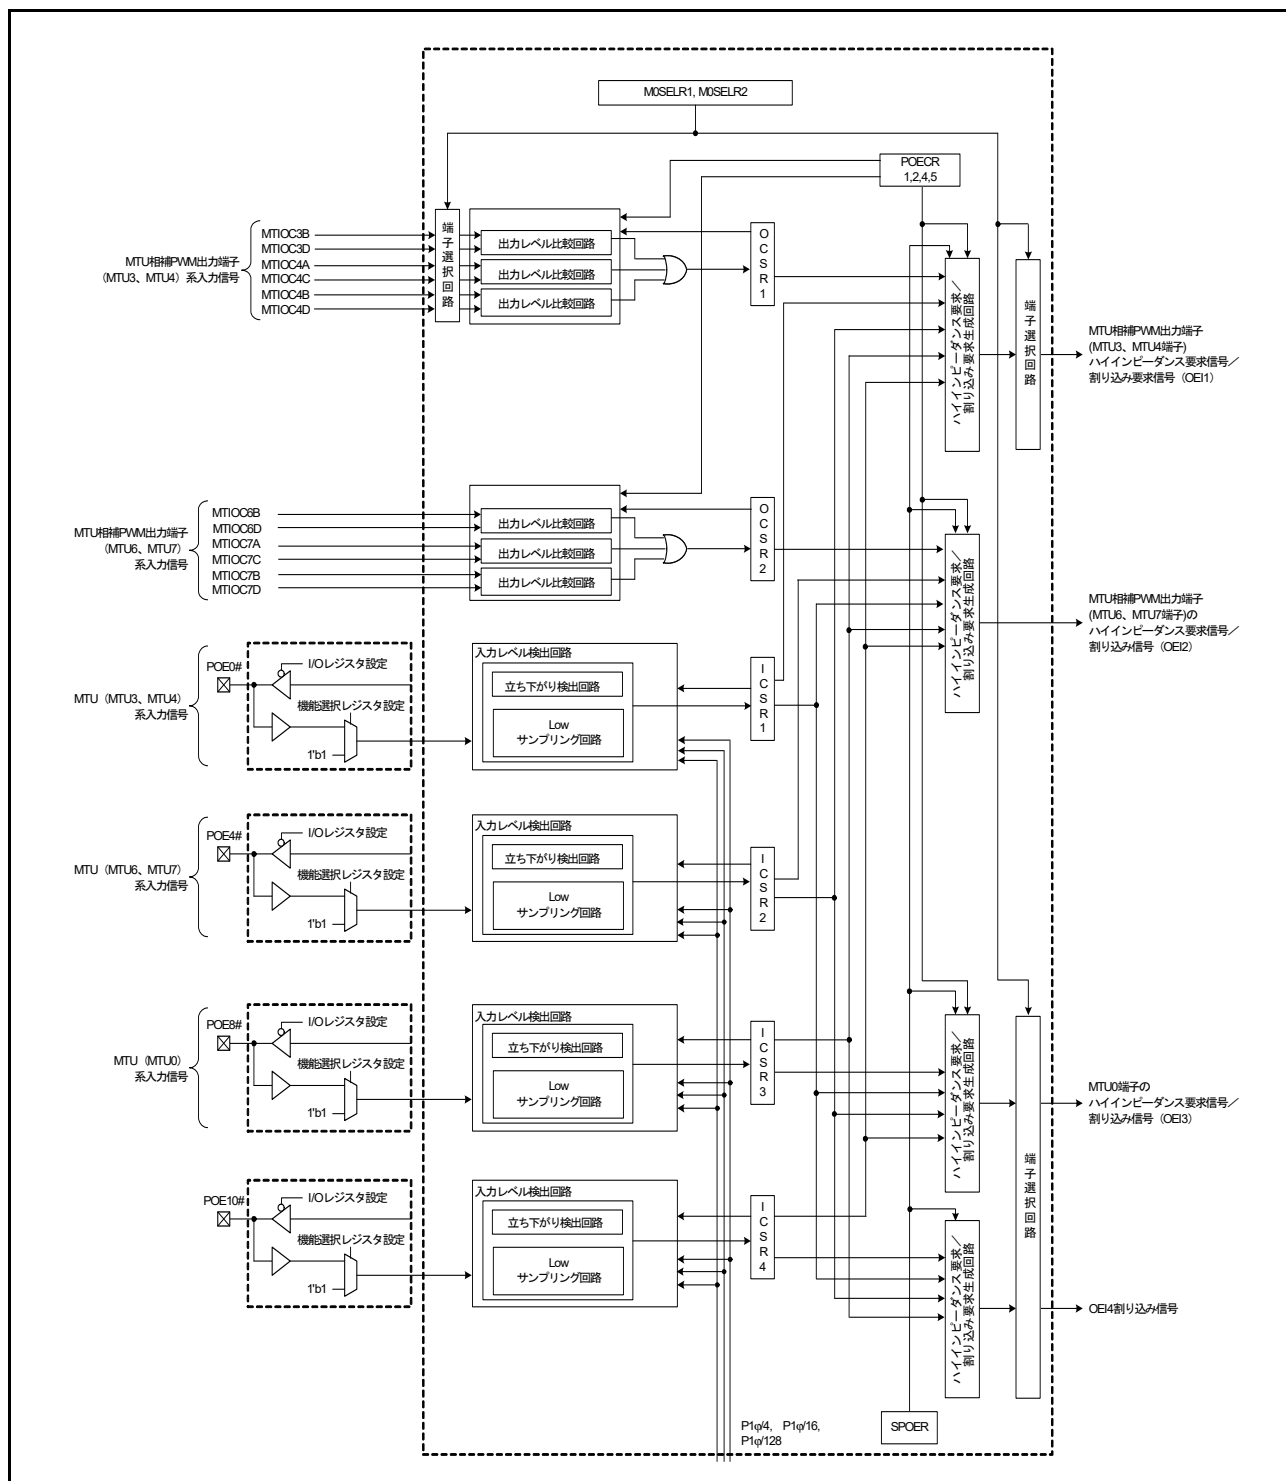 M0SELR1, M0SELR2
POECR
1,2,4,5
MTU相補PWM出力端子
(MTU3、MTU4)系入力信号
MTIOC3B
MTIOC3D
MTIOC4A
MTIOC4C
MTIOC4B
MTIOC4D
端子選択回路
出力レベル比較回路
出力レベル比較回路
出力レベル比較回路
OCSR1
ハイインピーダンス要求/
割り込み要求生成回路
端子選択回路
MTU相補PWM出力端子
(MTU3、MTU4端子)
ハイインピーダンス要求信号/
割り込み要求信号(OEI1)
MTU相補PWM出力端子
(MTU6、MTU7)
系入力信号
MTIOC6B
MTIOC6D
MTIOC7A
MTIOC7C
MTIOC7B
MTIOC7D
出力レベル比較回路
出力レベル比較回路
出力レベル比較回路
OCSR2
ハイインピーダンス要求/
割り込み要求生成回路
MTU相補PWM出力端子
(MTU6、MTU7端子)の
ハイインピーダンス要求信号/
割り込み信号(OEI2)
MTU(MTU3、MTU4)
系入力信号
POE0#
I/Oレジスタ設定
機能選択レジスタ設定
1'b1
入力レベル検出回路
立ち下がり検出回路
Low
サンプリング回路
ICSR1
MTU(MTU6、MTU7)
系入力信号
POE4#
I/Oレジスタ設定
機能選択レジスタ設定
1'b1
入力レベル検出回路
立ち下がり検出回路
Low
サンプリング回路
ICSR2
MTU(MTU0)
系入力信号
POE8#
I/Oレジスタ設定
機能選択レジスタ設定
1'b1
入力レベル検出回路
立ち下がり検出回路
Low
サンプリング回路
ICSR3
ハイインピーダンス要求/
割り込み要求生成回路
端子選択回路
MTU0端子の
ハイインピーダンス要求信号/
割り込み信号(OEI3)
POE10#
I/Oレジスタ設定
機能選択レジスタ設定
1'b1
入力レベル検出回路
立ち下がり検出回路
Low
サンプリング回路
ICSR4
ハイインピーダンス要求/
割り込み要求生成回路
OEI4割り込み信号
P1φ/4, P1φ/16,
P1φ/128
SPOER